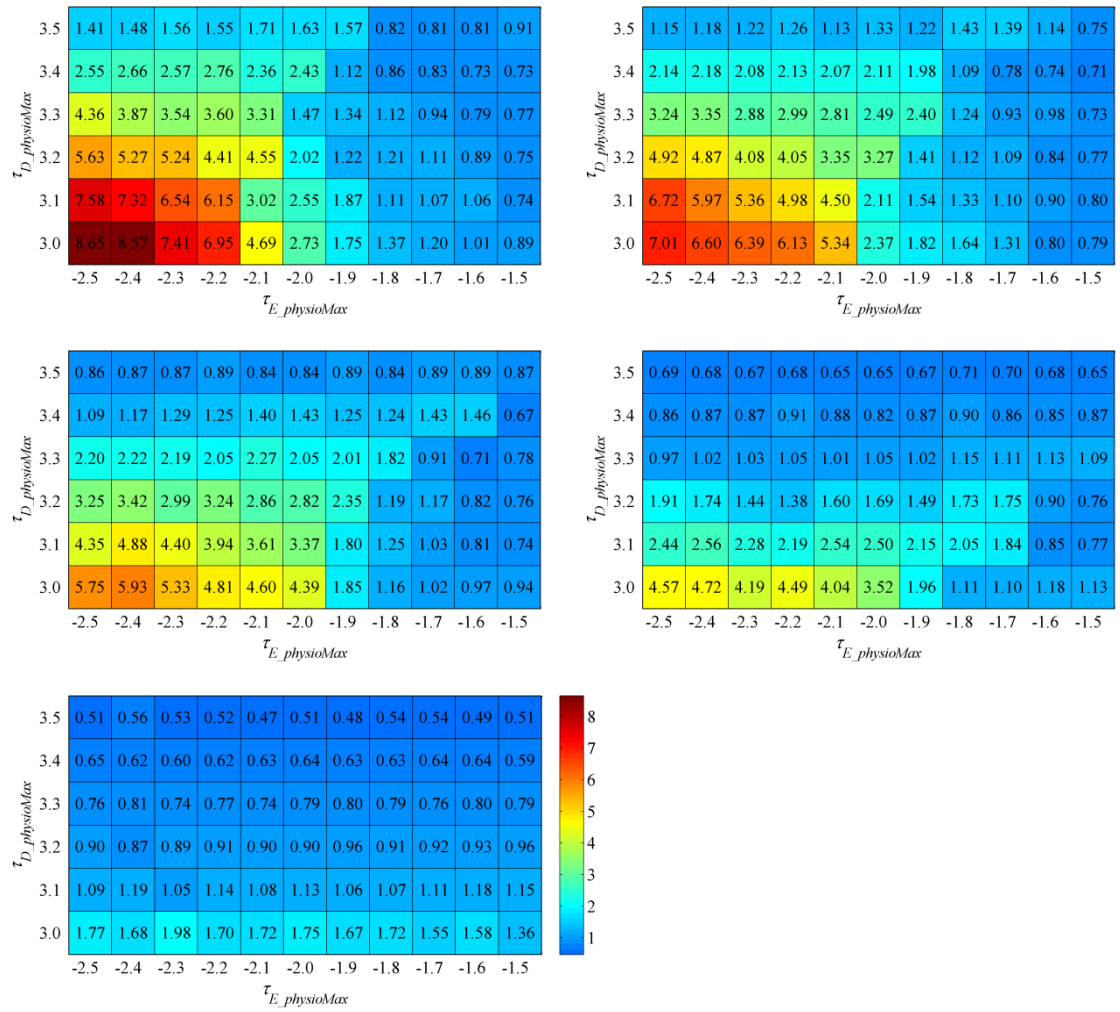 3.5 1.41 1.48 1.56 1.55 1.71 1.63 1.57 0.82 0.81 0.81 0.91
3.4 2.55 2.66 2.57 2.76 2.36 2.43 1.12 0.86 0.83 0.73 0.73
3.3 4.36 3.87 3.54 3.60 3.31 1.47 1.34 1.12 0.94 0.79 0.77
3.2 5.63 5.27 5.24 4.41 4.55 2.02 1.22 1.21 1.11 0.89 0.75
3.1 7.58 7.32 6.54 6.15 3.02 2.55 1.87 1.11 1.07 1.06 0.74
3.0 8.65 8.57 7.41 6.95 4.69 2.73 1.75 1.37 1.20 1.01 0.89
-2.5 -2.4 -2.3 -2.2 -2.1 -2.0 -1.9 -1.8 -1.7 -1.6 -1.5
τD_physioMax
τE_physioMax
3.5 1.15 1.18 1.22 1.26 1.13 1.33 1.22 1.43 1.39 1.14 0.75
3.4 2.14 2.18 2.08 2.13 2.07 2.11 1.98 1.09 0.78 0.74 0.71
3.3 3.24 3.35 2.88 2.99 2.81 2.49 2.40 1.24 0.93 0.98 0.73
3.2 4.92 4.87 4.08 4.05 3.35 3.27 1.41 1.12 1.09 0.84 0.77
3.1 6.72 5.97 5.36 4.98 4.50 2.11 1.54 1.33 1.10 0.90 0.80
3.0 7.01 6.60 6.39 6.13 5.34 2.37 1.82 1.64 1.31 0.80 0.79
-2.5 -2.4 -2.3 -2.2 -2.1 -2.0 -1.9 -1.8 -1.7 -1.6 -1.5
τD_physioMax
τE_physioMax
3.5 0.86 0.87 0.87 0.89 0.84 0.84 0.89 0.84 0.89 0.89 0.87
3.4 1.09 1.17 1.29 1.25 1.40 1.43 1.25 1.24 1.43 1.46 0.67
3.3 2.20 2.22 2.19 2.05 2.27 2.05 2.01 1.82 0.91 0.71 0.78
3.2 3.25 3.42 2.99 3.24 2.86 2.82 2.35 1.19 1.17 0.82 0.76
3.1 4.35 4.88 4.40 3.94 3.61 3.37 1.80 1.25 1.03 0.81 0.74
3.0 5.75 5.93 5.33 4.81 4.60 4.39 1.85 1.16 1.02 0.97 0.94
-2.5 -2.4 -2.3 -2.2 -2.1 -2.0 -1.9 -1.8 -1.7 -1.6 -1.5
τD_physioMax
τE_physioMax
3.5 0.69 0.68 0.67 0.68 0.65 0.65 0.67 0.71 0.70 0.68 0.65
3.4 0.86 0.87 0.87 0.91 0.88 0.82 0.87 0.90 0.86 0.85 0.87
3.3 0.97 1.02 1.03 1.05 1.01 1.05 1.02 1.15 1.11 1.13 1.09
3.2 1.91 1.74 1.44 1.38 1.60 1.69 1.49 1.73 1.75 0.90 0.76
3.1 2.44 2.56 2.28 2.19 2.54 2.50 2.15 2.05 1.84 0.85 0.77
3.0 4.57 4.72 4.19 4.49 4.04 3.52 1.96 1.11 1.10 1.18 1.13
-2.5 -2.4 -2.3 -2.2 -2.1 -2.0 -1.9 -1.8 -1.7 -1.6 -1.5
τD_physioMax
τE_physioMax
3.5 0.51 0.56 0.53 0.52 0.47 0.51 0.48 0.54 0.54 0.49 0.51
3.4 0.65 0.62 0.60 0.62 0.63 0.64 0.63 0.63 0.64 0.64 0.59
3.3 0.76 0.81 0.74 0.77 0.74 0.79 0.80 0.79 0.76 0.80 0.79
3.2 0.90 0.87 0.89 0.91 0.90 0.90 0.96 0.91 0.92 0.93 0.96
3.1 1.09 1.19 1.05 1.14 1.08 1.13 1.06 1.07 1.11 1.18 1.15
3.0 1.77 1.68 1.98 1.70 1.72 1.75 1.67 1.72 1.55 1.58 1.36
-2.5 -2.4 -2.3 -2.2 -2.1 -2.0 -1.9 -1.8 -1.7 -1.6 -1.5
τD_physioMax
τE_physioMax
8
7
6
5
4
3
2
1